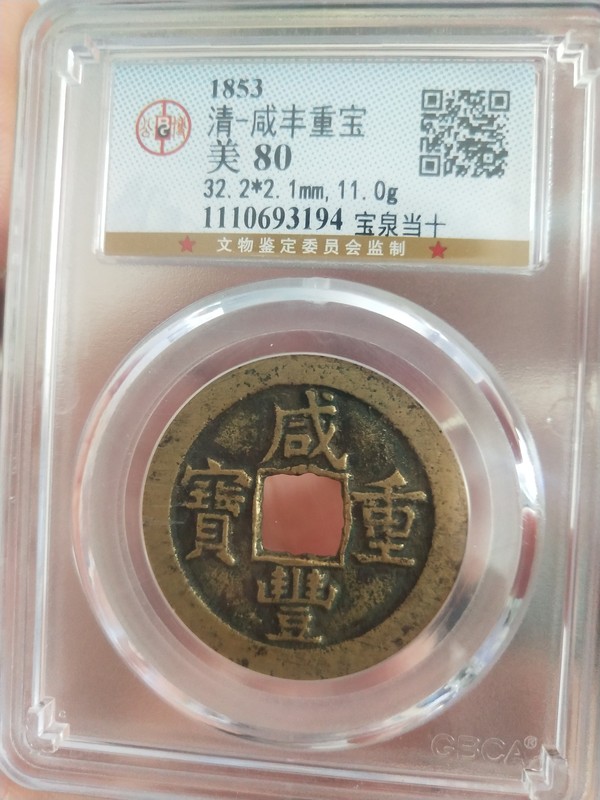 1853
清-咸丰重宝
美 80
32.2*2.1mm,11.0g
1110693194 宝泉当十
文物鉴定委员会监制
咸
寶 重
豐
GBCA®